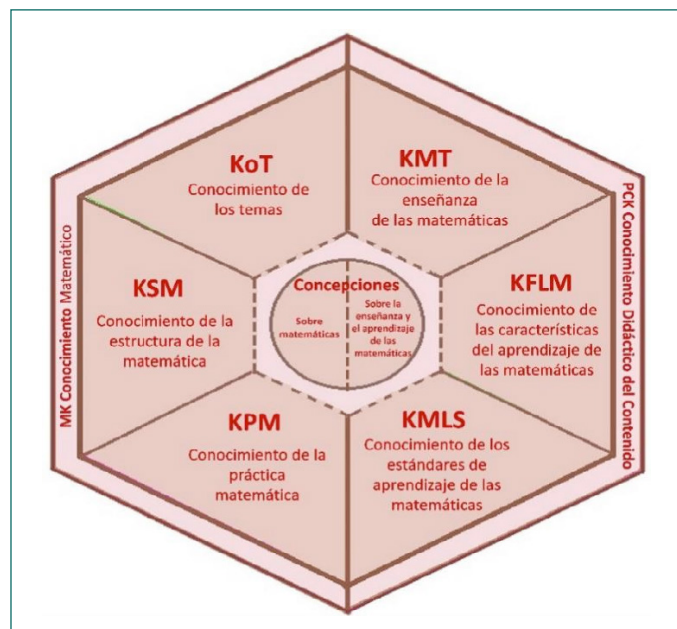 KoT
Conocimiento de
los temas
KMT
Conocimiento de la
enseñanza
de las matemáticas
MK Conocimiento Matemático
KSM
Conocimiento de la
estructura de la
matemática
Concepciones
Sobre
matemáticas
Sobre la
enseñanza y
el aprendizaje
de las
matemáticas
KFLM
Conocimiento de
las características
del aprendizaje de
las matemáticas
PCK Conocimiento Didáctico del Contenido
KPM
Conocimiento de la
práctica
matemática
KMLS
Conocimiento de los
estándares de
aprendizaje de las
matemáticas